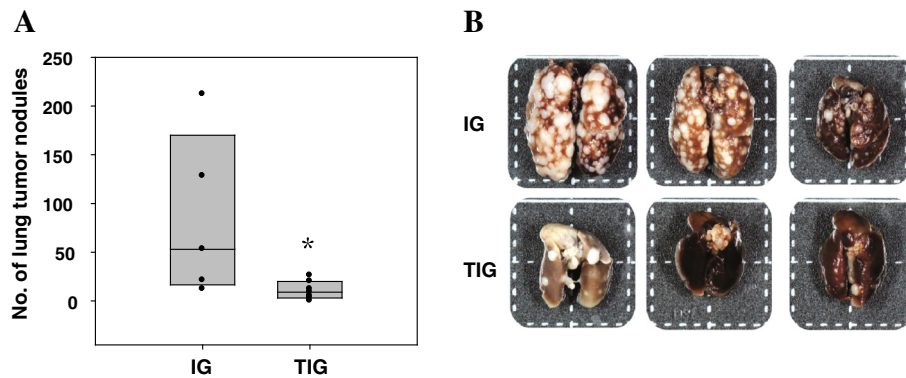 A
No. of lung tumor nodules
250
200
150
100
50
0
*
IG
TIG
B
IG
TIG